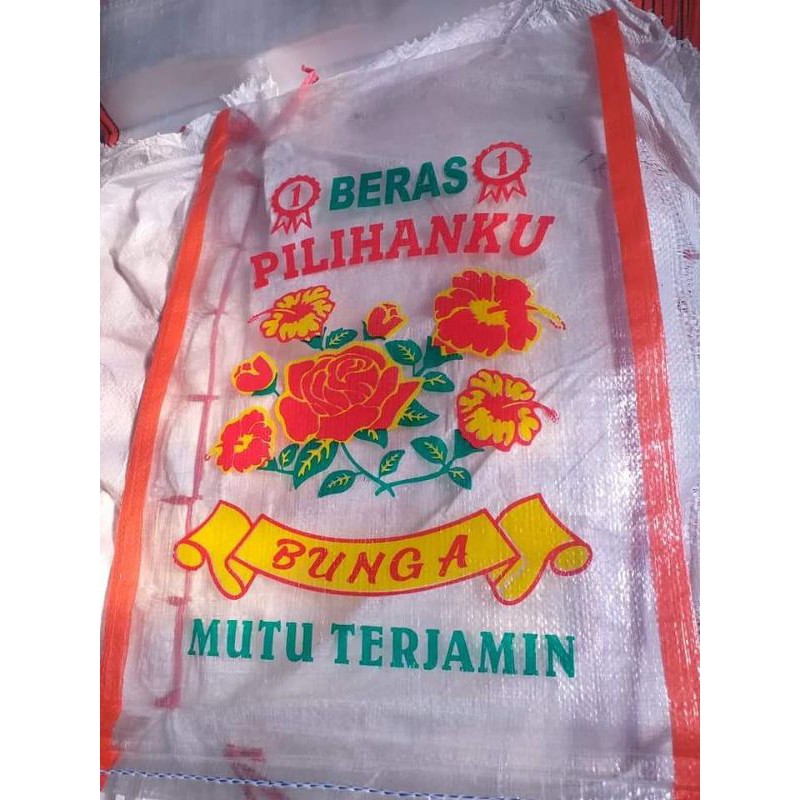 1 BERAS 1
PILIHANKU
BUNGA
MUTU TERJAMIN